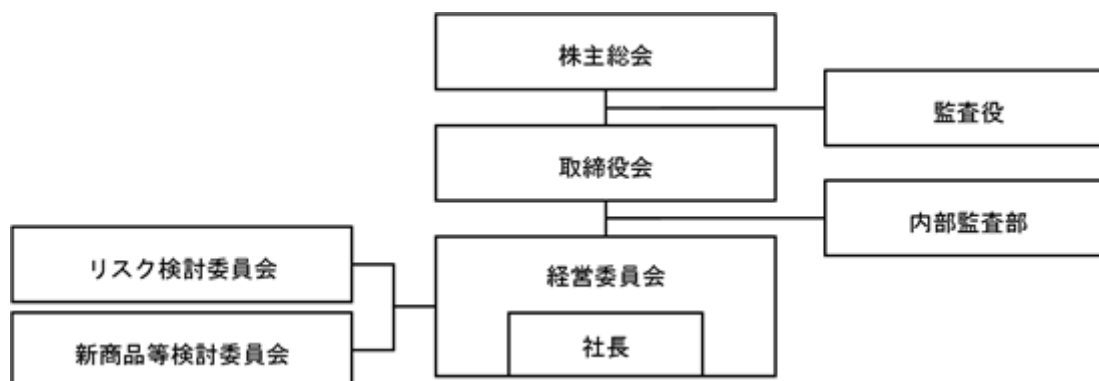 株主総会
監査役
取締役会
内部監査部
リスク検討委員会
経営委員会
新商品等検討委員会
社長